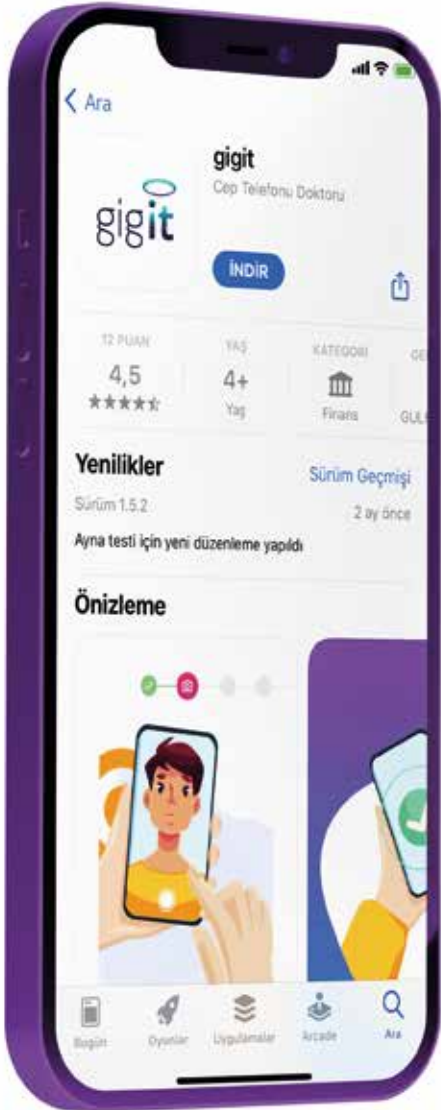 Ara
gigit
gigit
Cep Telefonu Doktoru
İNDİR
12 PUAN
YAŞ
KATEGORİ
4,5
4+
Yaş
Finans
Yenilikler
Sürüm Geçmişi
Sürüm 1.5.2
2 ay önce
Ayna testi için yeni düzenleme yapıldı
Önizleme
Bugün
Oyunlar
Uygulamalar
Arcade
Ara